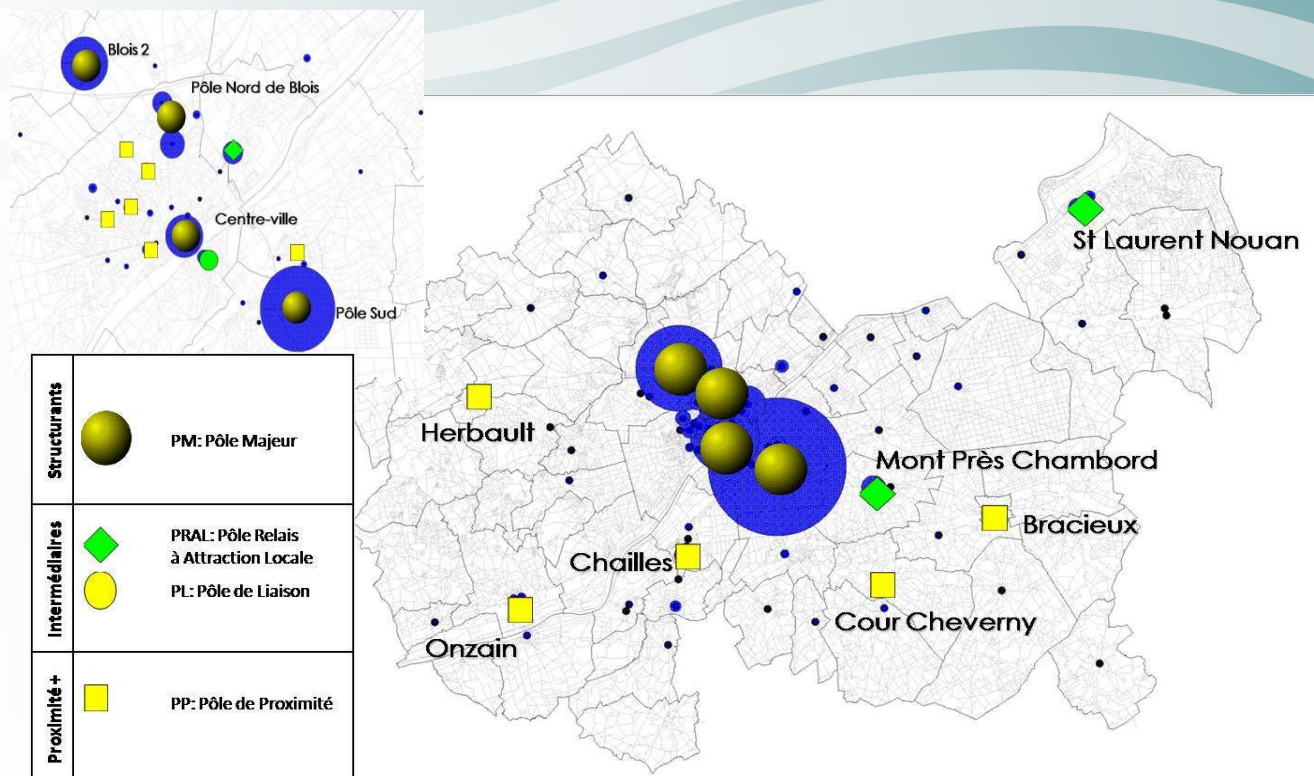 Blois 2
Pôle Nord de Blois
Centre-ville
Pôle Sud
Structurants
PM: Pôle Majeur
Intermédiaires
PRAL: Pôle Relais
à Attraction Locale
PL: Pôle de Liaison
Proximité+
PP: Pôle de Proximité
St Laurent Nouan
Herbault
Mont Près Chambord
Bracieux
Chailles
Cour Cheverny
Onzain